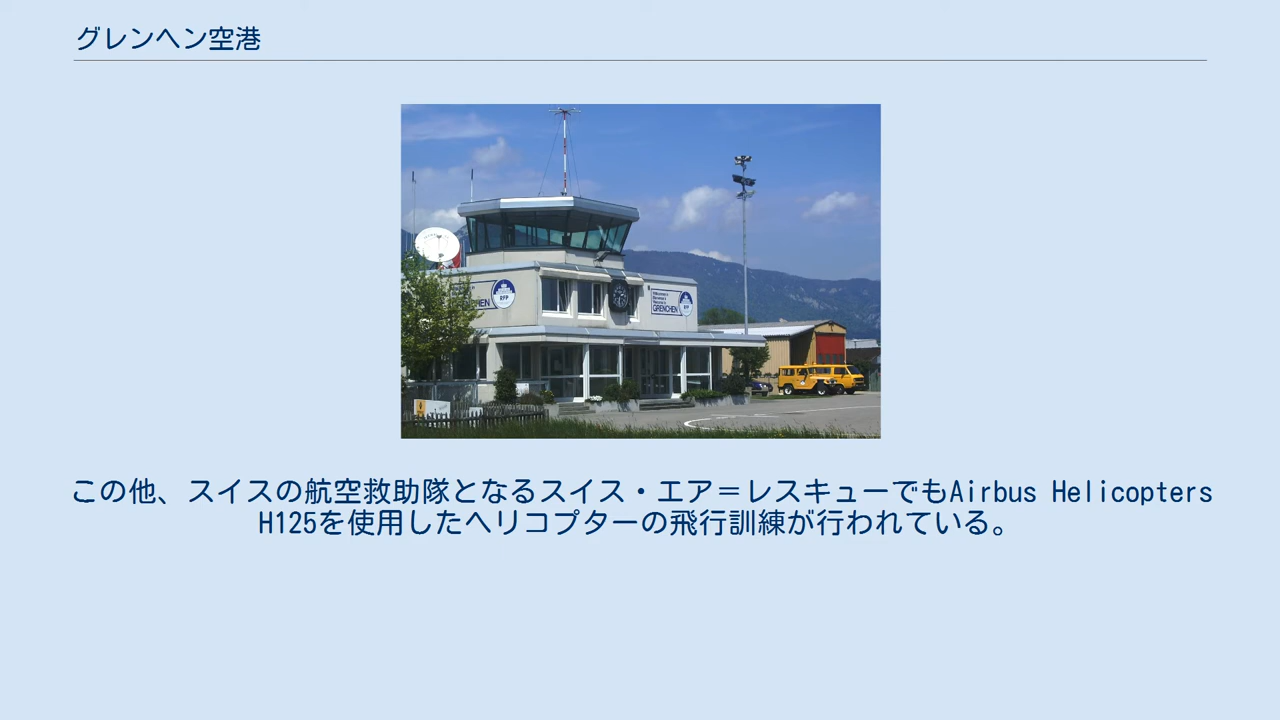 グレンヘン空港
HEN
RFP
GRENCHEN
この他、スイスの航空救助隊となるスイス・エア＝レスキューでもAirbus Helicopters
H125を使用したヘリコプターの飛行訓練が行われている。